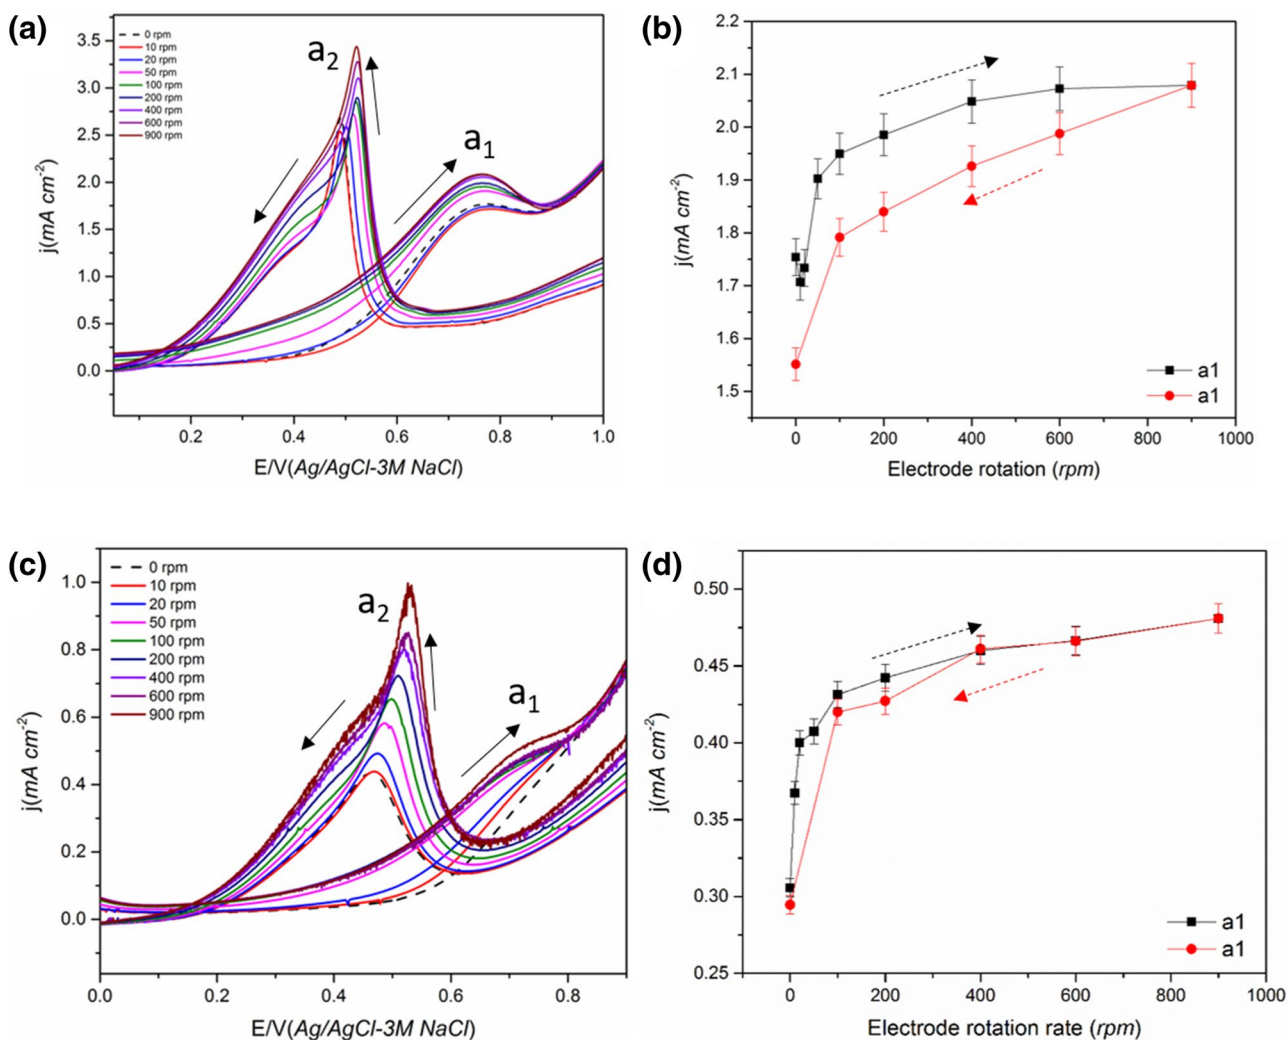 (a)
3.5
3.0
2.5
2.0
1.5
1.0
0.5
0.0
j(mA cm-2)
0 rpm
10 rpm
20 rpm
50 rpm
100 rpm
200 rpm
400 rpm
600 rpm
900 rpm
a2
a1
0.2 0.4 0.6 0.8 1.0
E/V(Ag/AgCl-3M NaCl)
(b)
2.2
2.1
2.0
1.9
1.8
1.7
1.6
1.5
j(mA cm-2)
a1
a1
0 200 400 600 800 1000
Electrode rotation (rpm)
(c)
1.0
0.8
0.6
0.4
0.2
0.0
j(mA cm-2)
0 rpm
10 rpm
20 rpm
50 rpm
100 rpm
200 rpm
400 rpm
600 rpm
900 rpm
a2
a1
0.0 0.2 0.4 0.6 0.8
E/V(Ag/AgCl-3M NaCl)
(d)
0.50
0.45
0.40
0.35
0.30
0.25
j(mA cm-2)
a1
a1
0 200 400 600 800 1000
Electrode rotation rate (rpm)